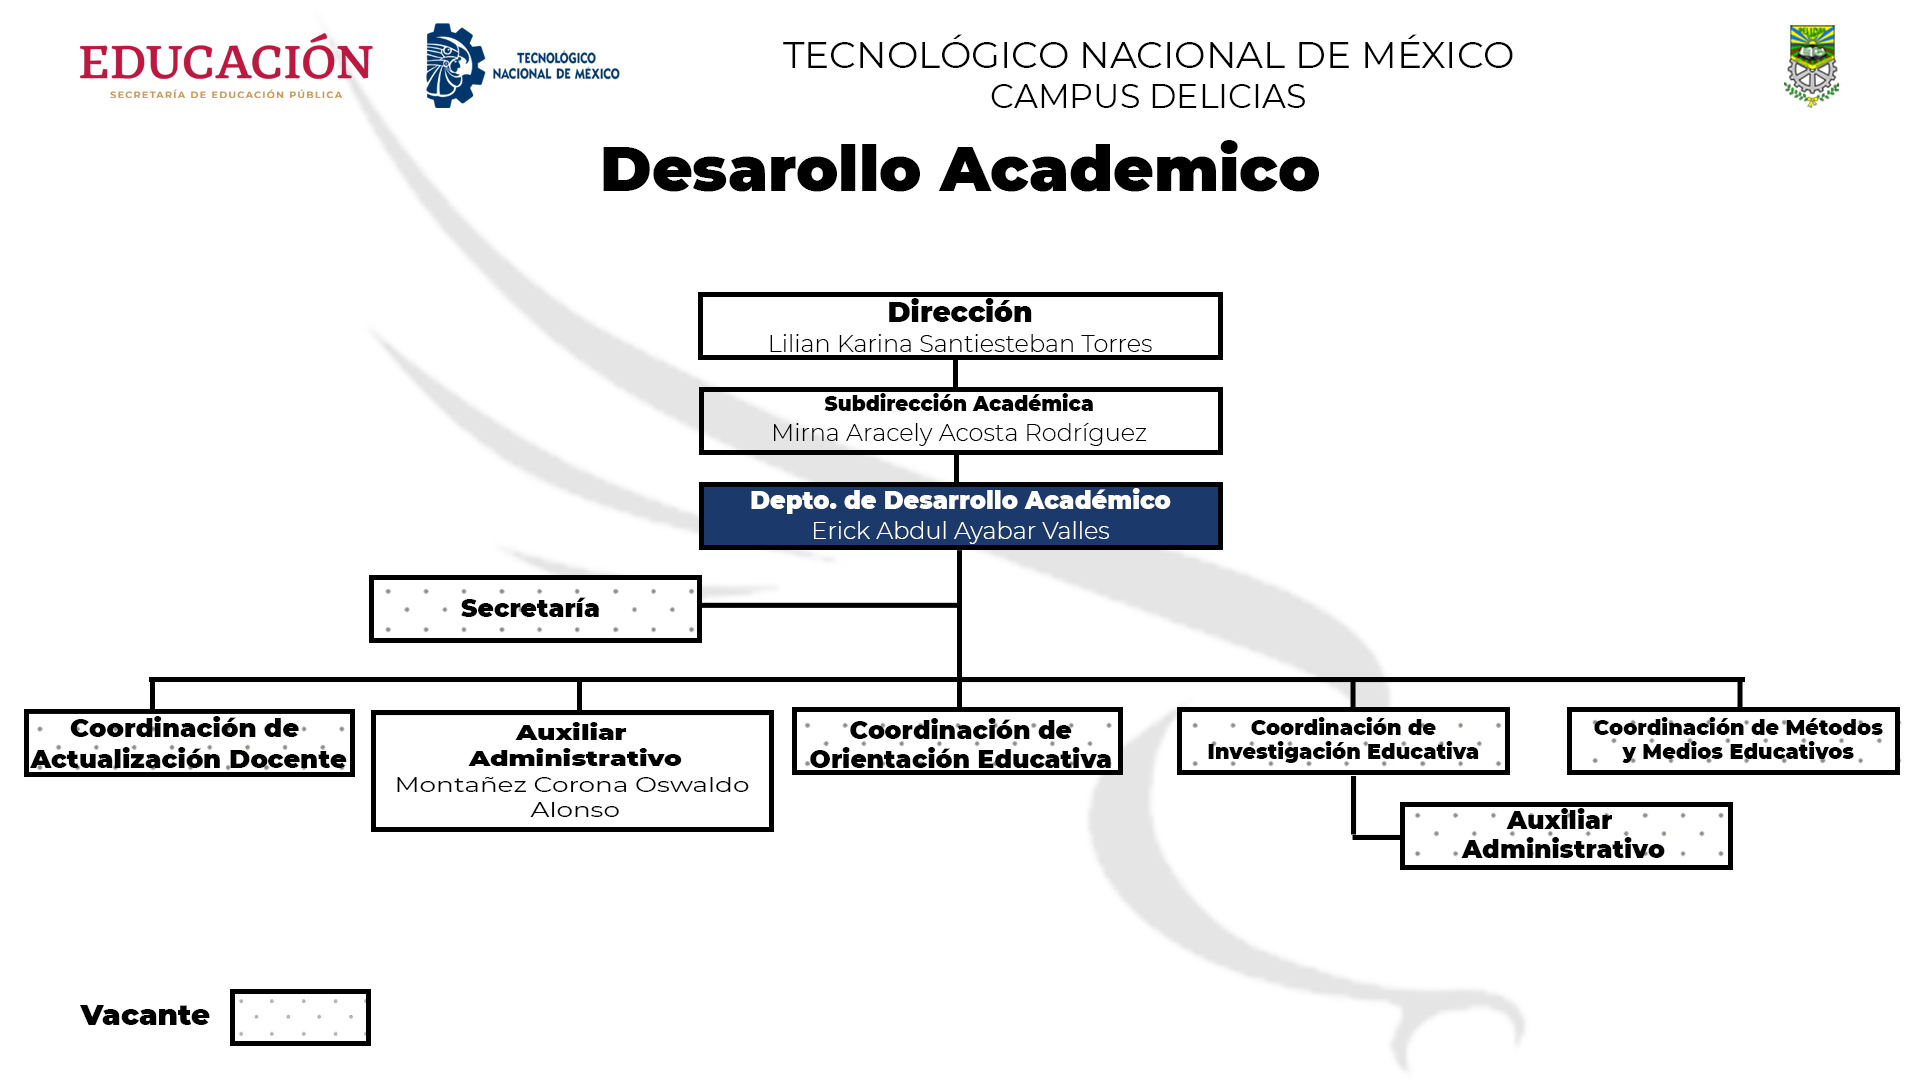 EDUCACIÓN
SECRETARÍA DE EDUCACIÓN PÚBLICA
TECNOLÓGICO
NACIONAL DE MÉXICO
TECNOLÓGICO NACIONAL DE MÉXICO
CAMPUS DELICIAS
Desarollo Academico
Dirección
Lilian Karina Santiesteban Torres
Subdirección Académica
Mirna Aracely Acosta Rodríguez
Depto. de Desarrollo Académico
Erick Abdul Ayabar Valles
Secretaría
Coordinación de
Actualización Docente
Auxiliar
Administrativo
Montañez Corona Oswaldo
Alonso
Coordinación de
Orientación Educativa
Coordinación de
Investigación Educativa
Coordinación de Métodos
y Medios Educativos
Auxiliar
Administrativo
Vacante